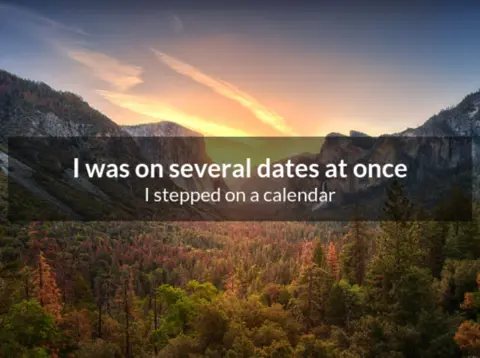 I was on several dates at once
I stepped on a calendar